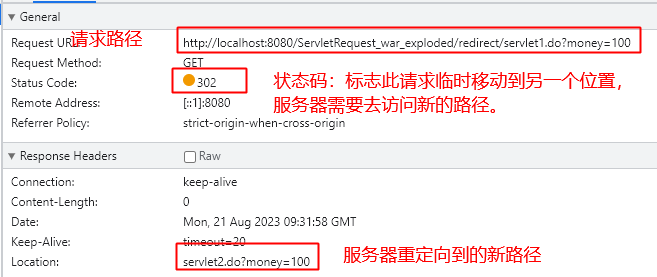 General
请求路径
Request URL: http://localhost:8080/ServletRequest_war_exploded/redirect/servlet1.do?money=100
Request Method: GET
Status Code: 302
状态码：标志此请求临时移动到另一个位置，
服务器需要去访问新的路径。
Remote Address: [::1]:8080
Referrer Policy: strict-origin-when-cross-origin
Response Headers Raw
Connection: keep-alive
Content-Length: 0
Date: Mon, 21 Aug 2023 09:31:58 GMT
Keep-Alive: timeout=20
Location: servlet2.do?money=100
服务器重定向到的新路径